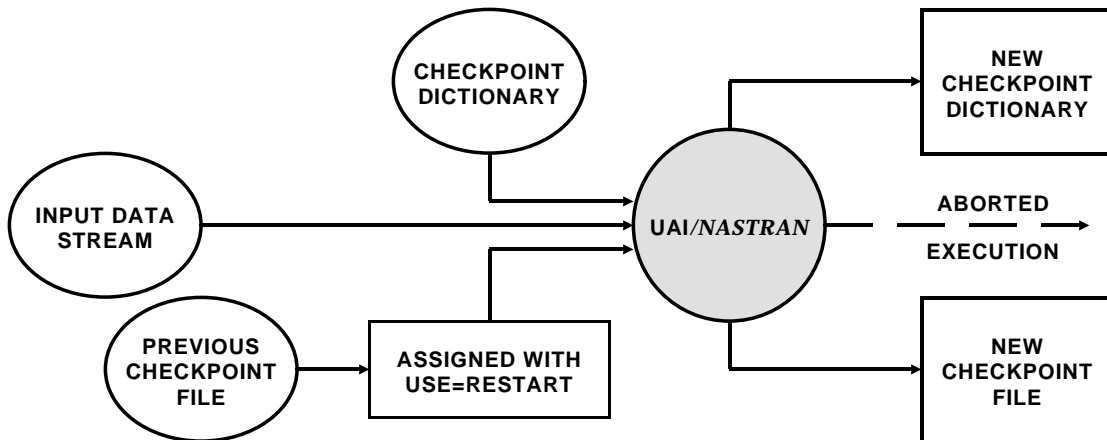 CHECKPOINT
DICTIONARY
NEW
CHECKPOINT
DICTIONARY
INPUT DATA
STREAM
UAI/NASTRAN
ABORTED
EXECUTION
PREVIOUS
CHECKPOINT
FILE
ASSIGNED WITH
USE=RESTART
NEW
CHECKPOINT
FILE